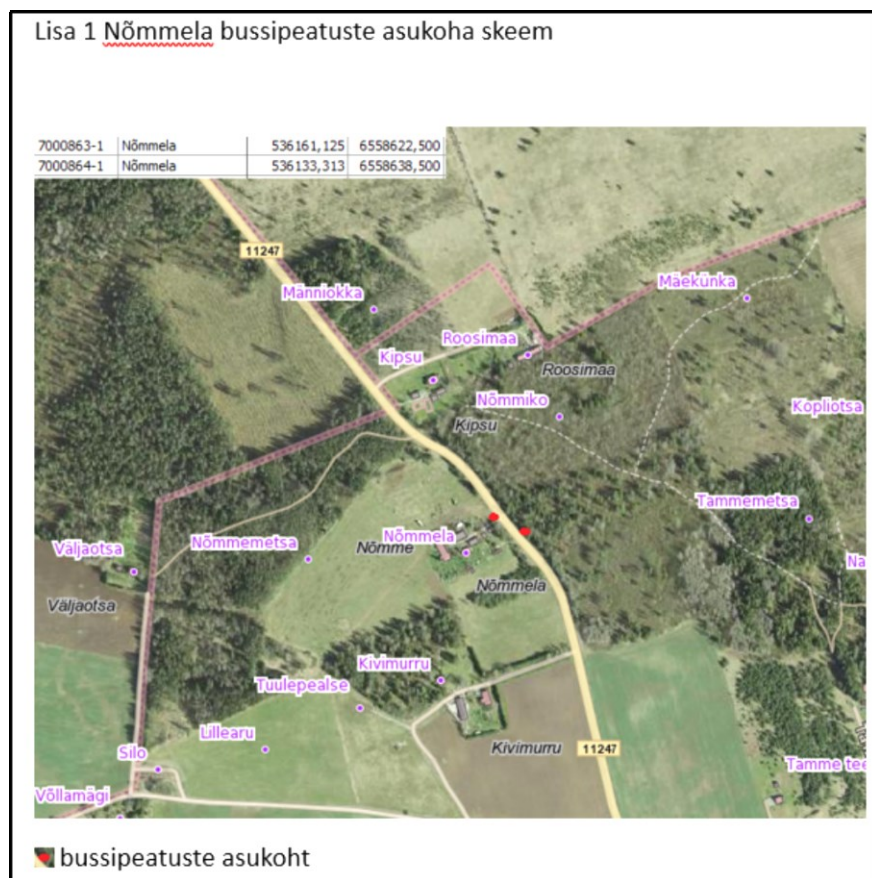 Lisa 1 Nõmmela bussipeatuste asukoha skeem
7000863-1 Nõmmela 536161,125 6558622,500
7000864-1 Nõmmela 536133,313 6558638,500
11247
Männiokka
Mäekünka
Roosimaa
Kipsu
Roosimaa
Nõmmiko
Kopliotsa
Kipsu
Tammemetsa
Nõmmemetsa
Nõmmela
Nõmme
Väljaotsa
Na
Nõmmela
Väljaotsa
Kivimurru
Tuulepealse
Lillearu
Silo
Kivimurru
11247
Tamme tee
Võllamägi
bussipeatuste asukoht